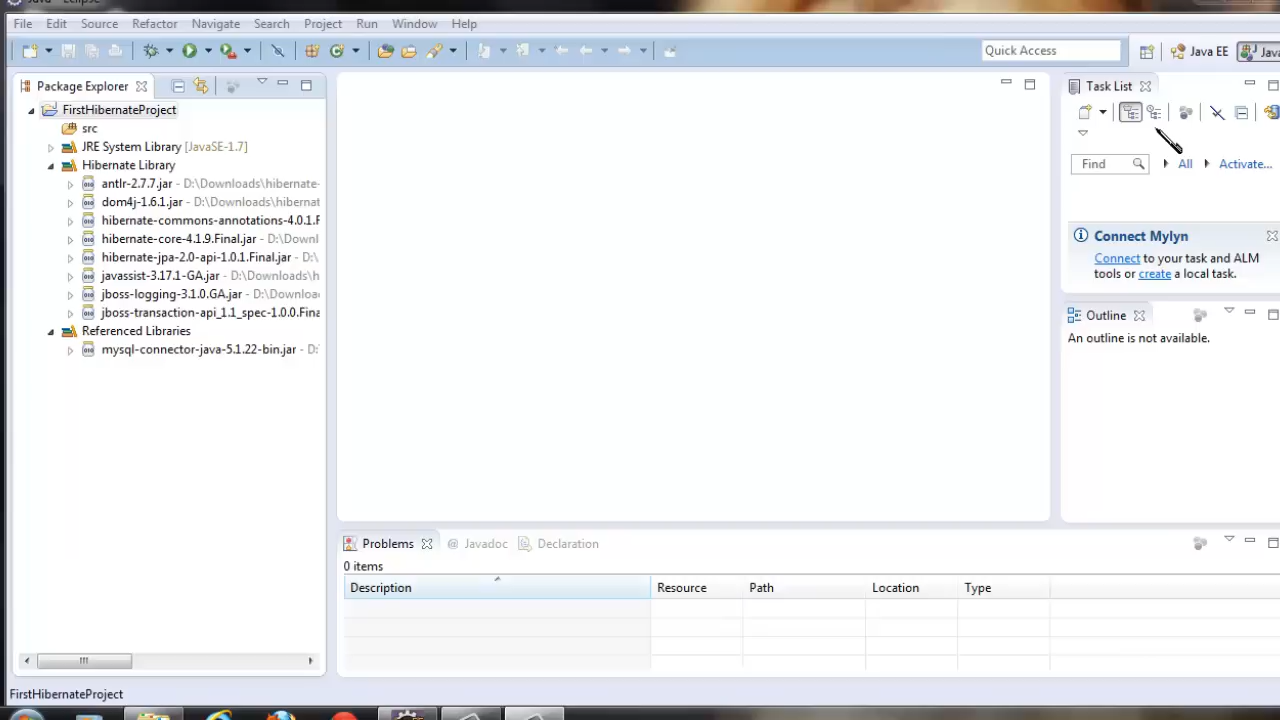 File Edit Source Refactor Navigate Search Project Run Window Help
Quick Access
Java EE
Package Explorer
FirstHibernateProject
src
JRE System Library [JavaSE-1.7]
Hibernate Library
antlr-2.7.7.jar - D:\Downloads\hibernate-
dom4j-1.6.1.jar - D:\Downloads\hibernat
hibernate-commons-annotations-4.0.1.F
hibernate-core-4.1.9.Final.jar - D:\Downl
hibernate-jpa-2.0-api-1.0.1.Final.jar - D:\
javassist-3.17.1-GA.jar - D:\Downloads\h
jboss-logging-3.1.0.GA.jar - D:\Downloa
jboss-transaction-api_1.1_spec-1.0.0.Fina
Referenced Libraries
mysql-connector-java-5.1.22-bin.jar - D:
Task List
Find All Activate...
Connect Mylyn
Connect to your task and ALM
tools or create a local task.
Outline
An outline is not available.
Problems @ Javadoc Declaration
0 items
Description Resource Path Location Type
FirstHibernateProject